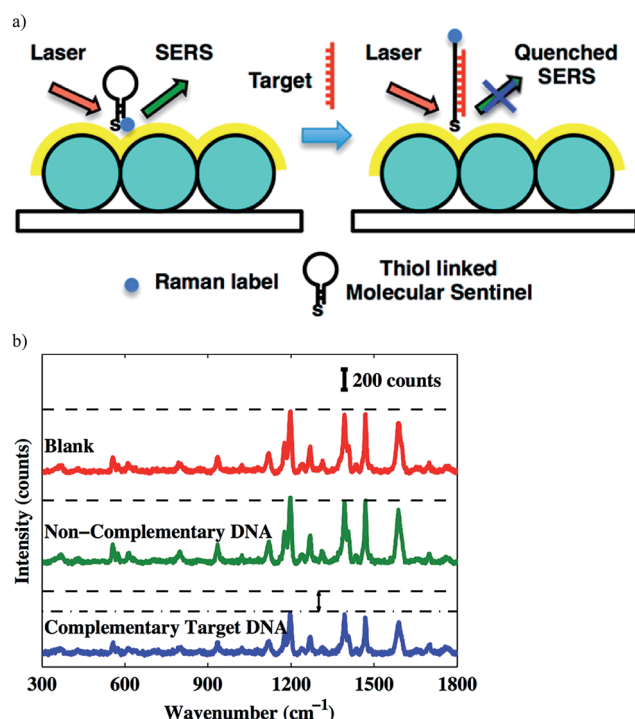 a)
Laser
SERS
Target
Laser
Quenched
SERS
S
S
Raman label
S
Thiol linked
Molecular Sentinel
b)
200 counts
Blank
Non−Complementary DNA
Complementary Target DNA
Intensity (counts)
300 600 900 1200 1500 1800
Wavenumber (cm⁻¹)